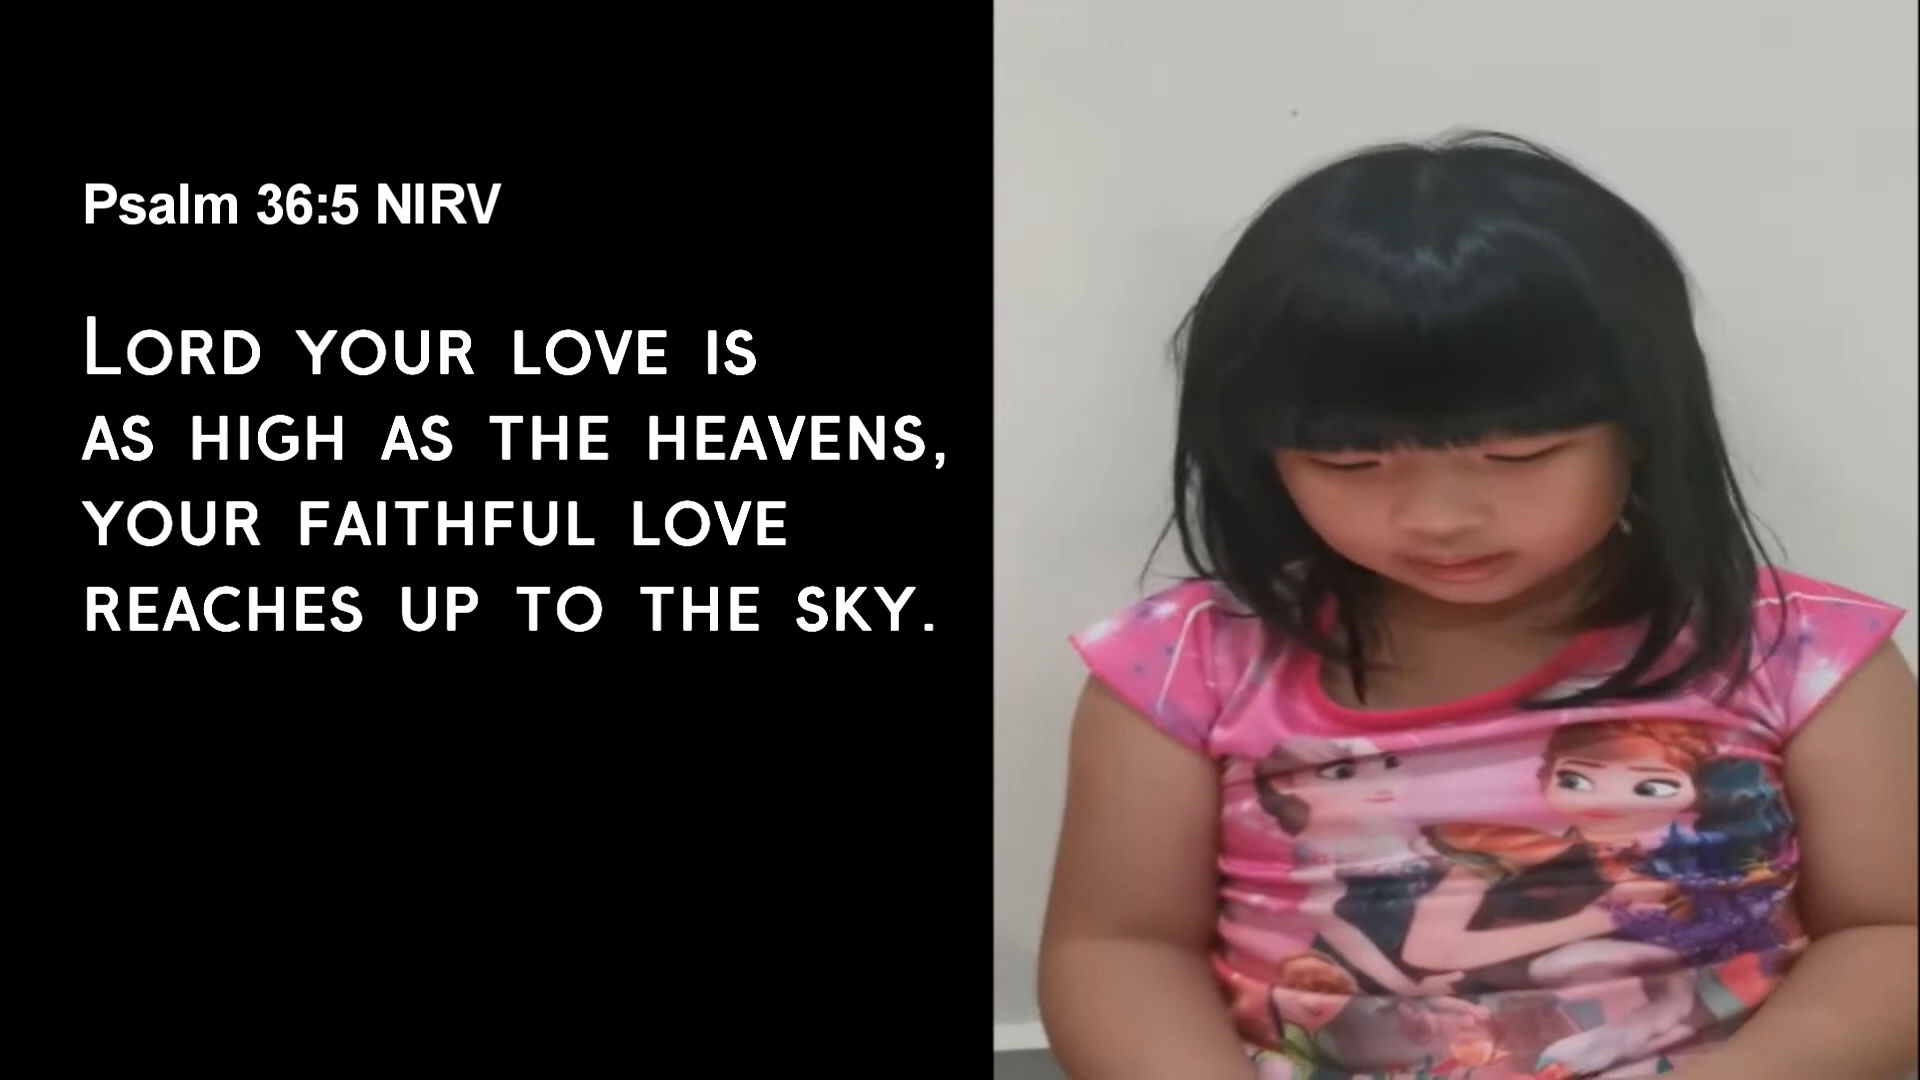 Psalm 36:5 NIRV
LORD YOUR LOVE IS
AS HIGH AS THE HEAVENS,
YOUR FAITHFUL LOVE
REACHES UP TO THE SKY.